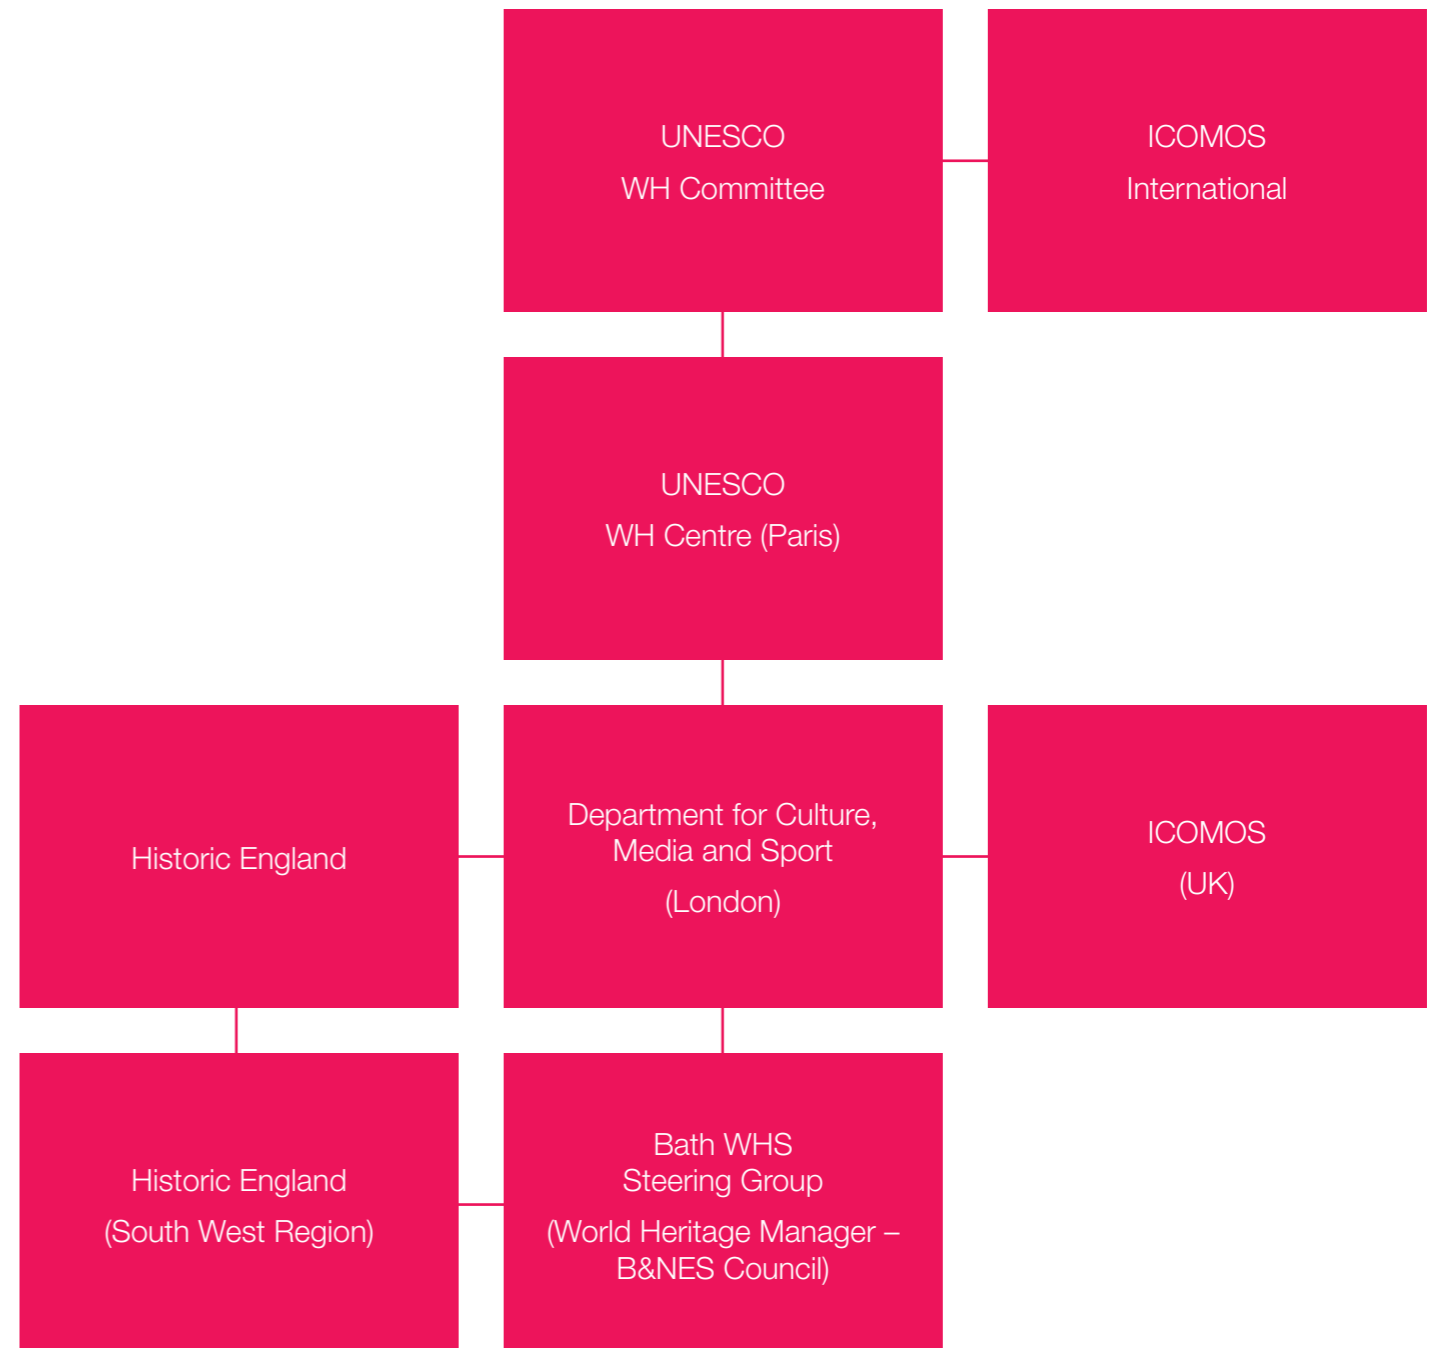 UNESCO
WH Committee
ICOMOS
International
UNESCO
WH Centre (Paris)
Historic England
Department for Culture,
Media and Sport
(London)
ICOMOS
(UK)
Historic England
(South West Region)
Bath WHS
Steering Group
(World Heritage Manager –
B&NES Council)